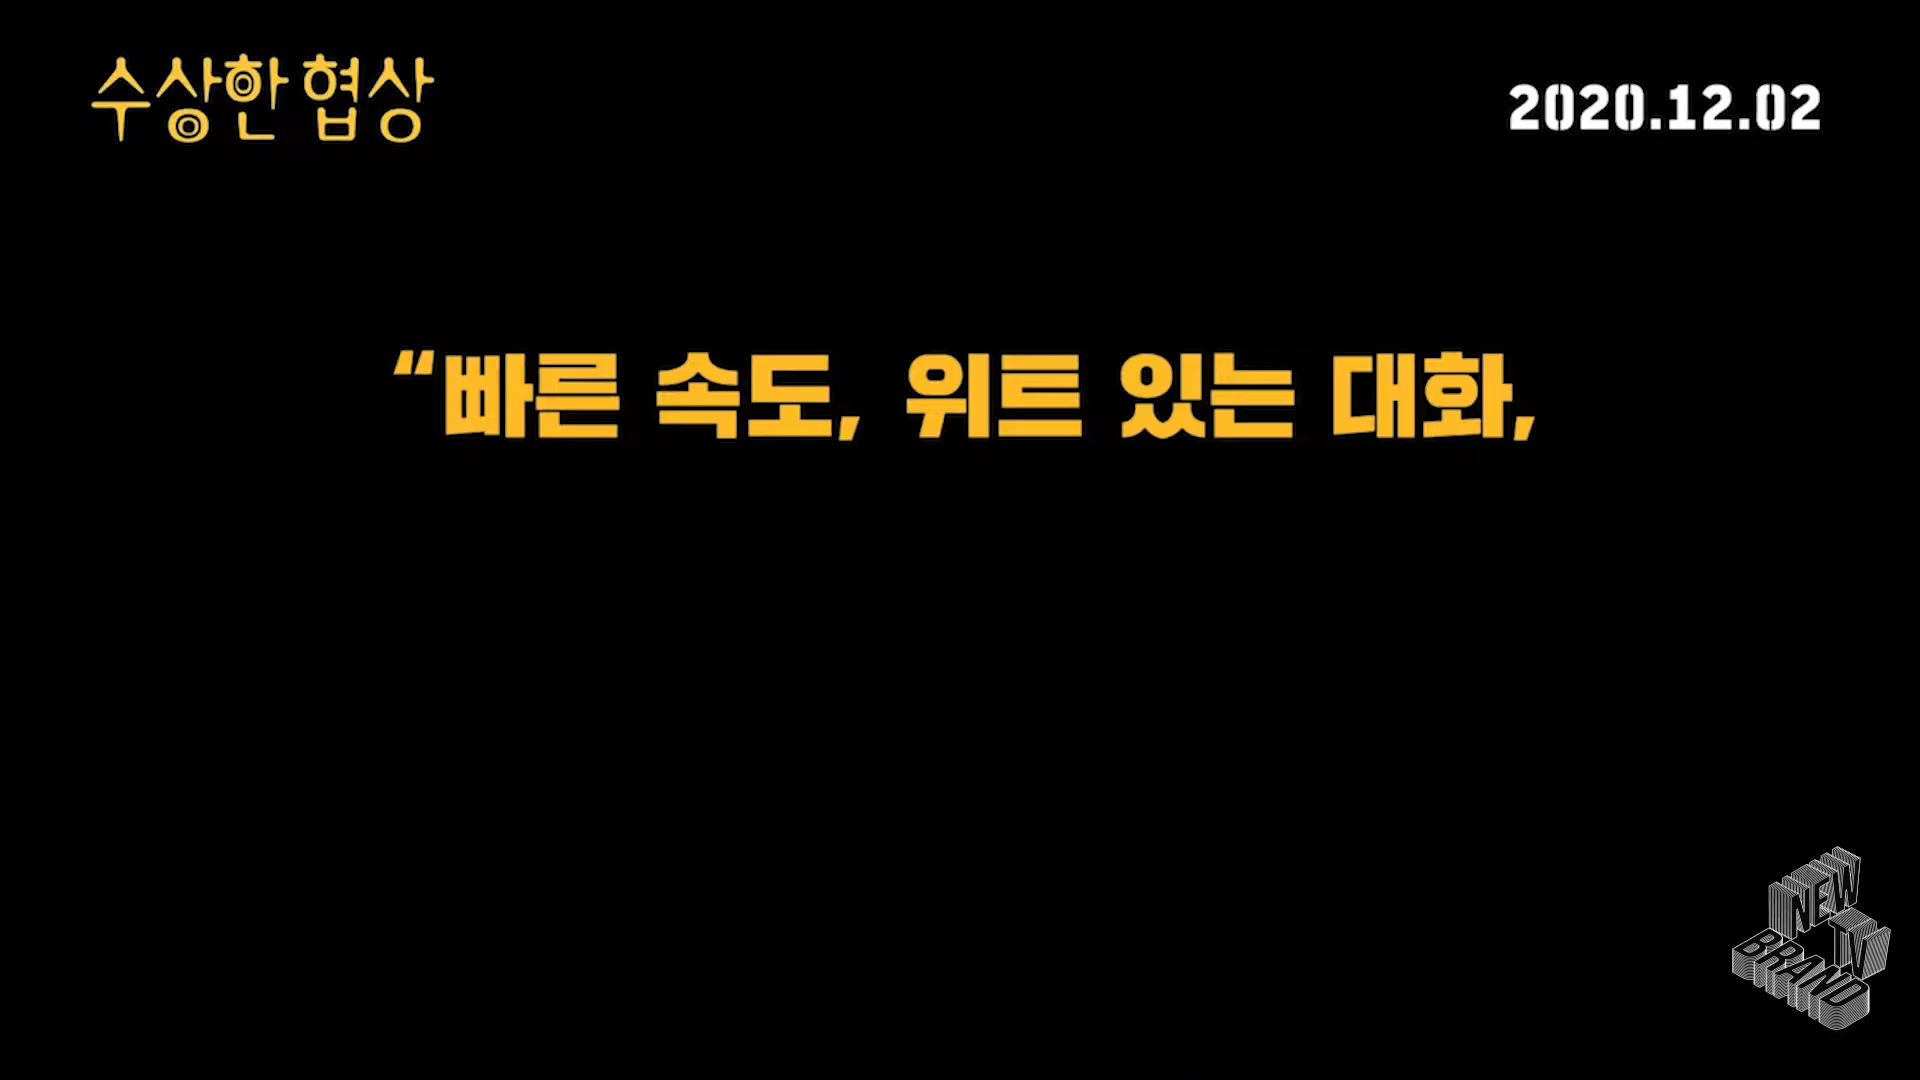 수상한 협상
2020.12.02
“빠른 속도, 위트 있는 대화,
NEW
TV
BRAND